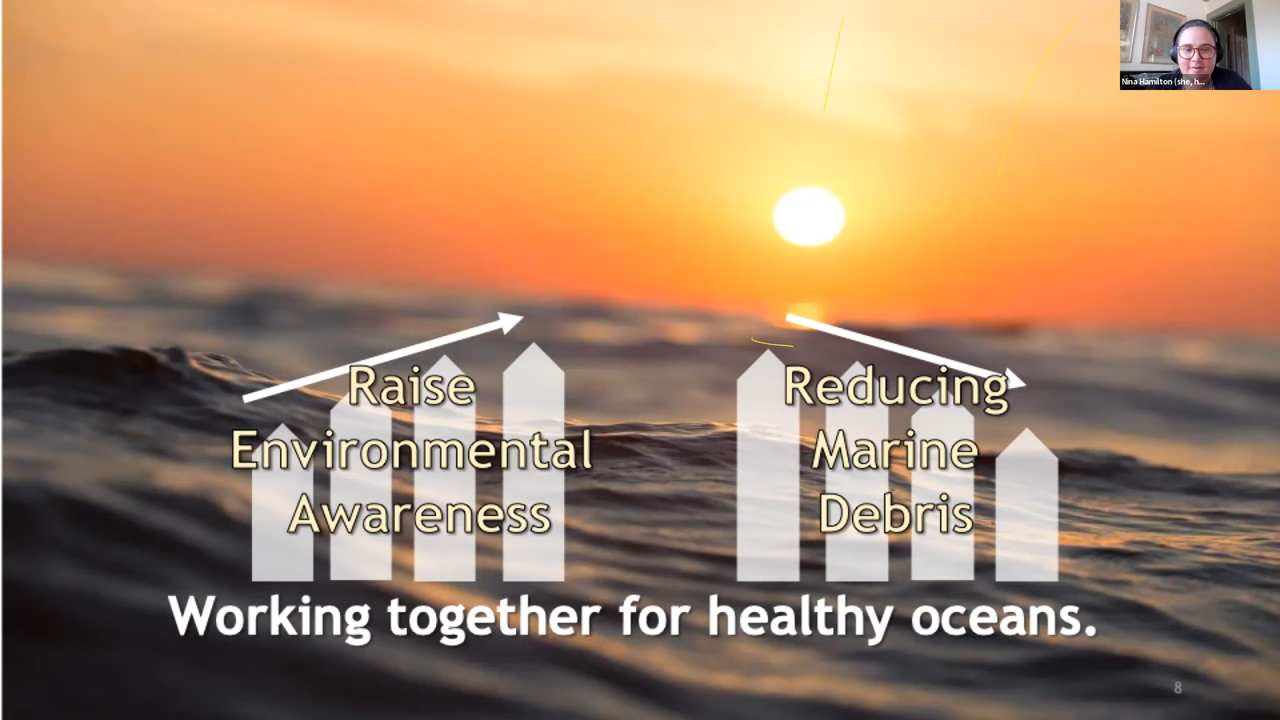 Nina Hamilton (she, h...
Raise
Environmental
Awareness
Reducing
Marine
Debris
Working together for healthy oceans.
8